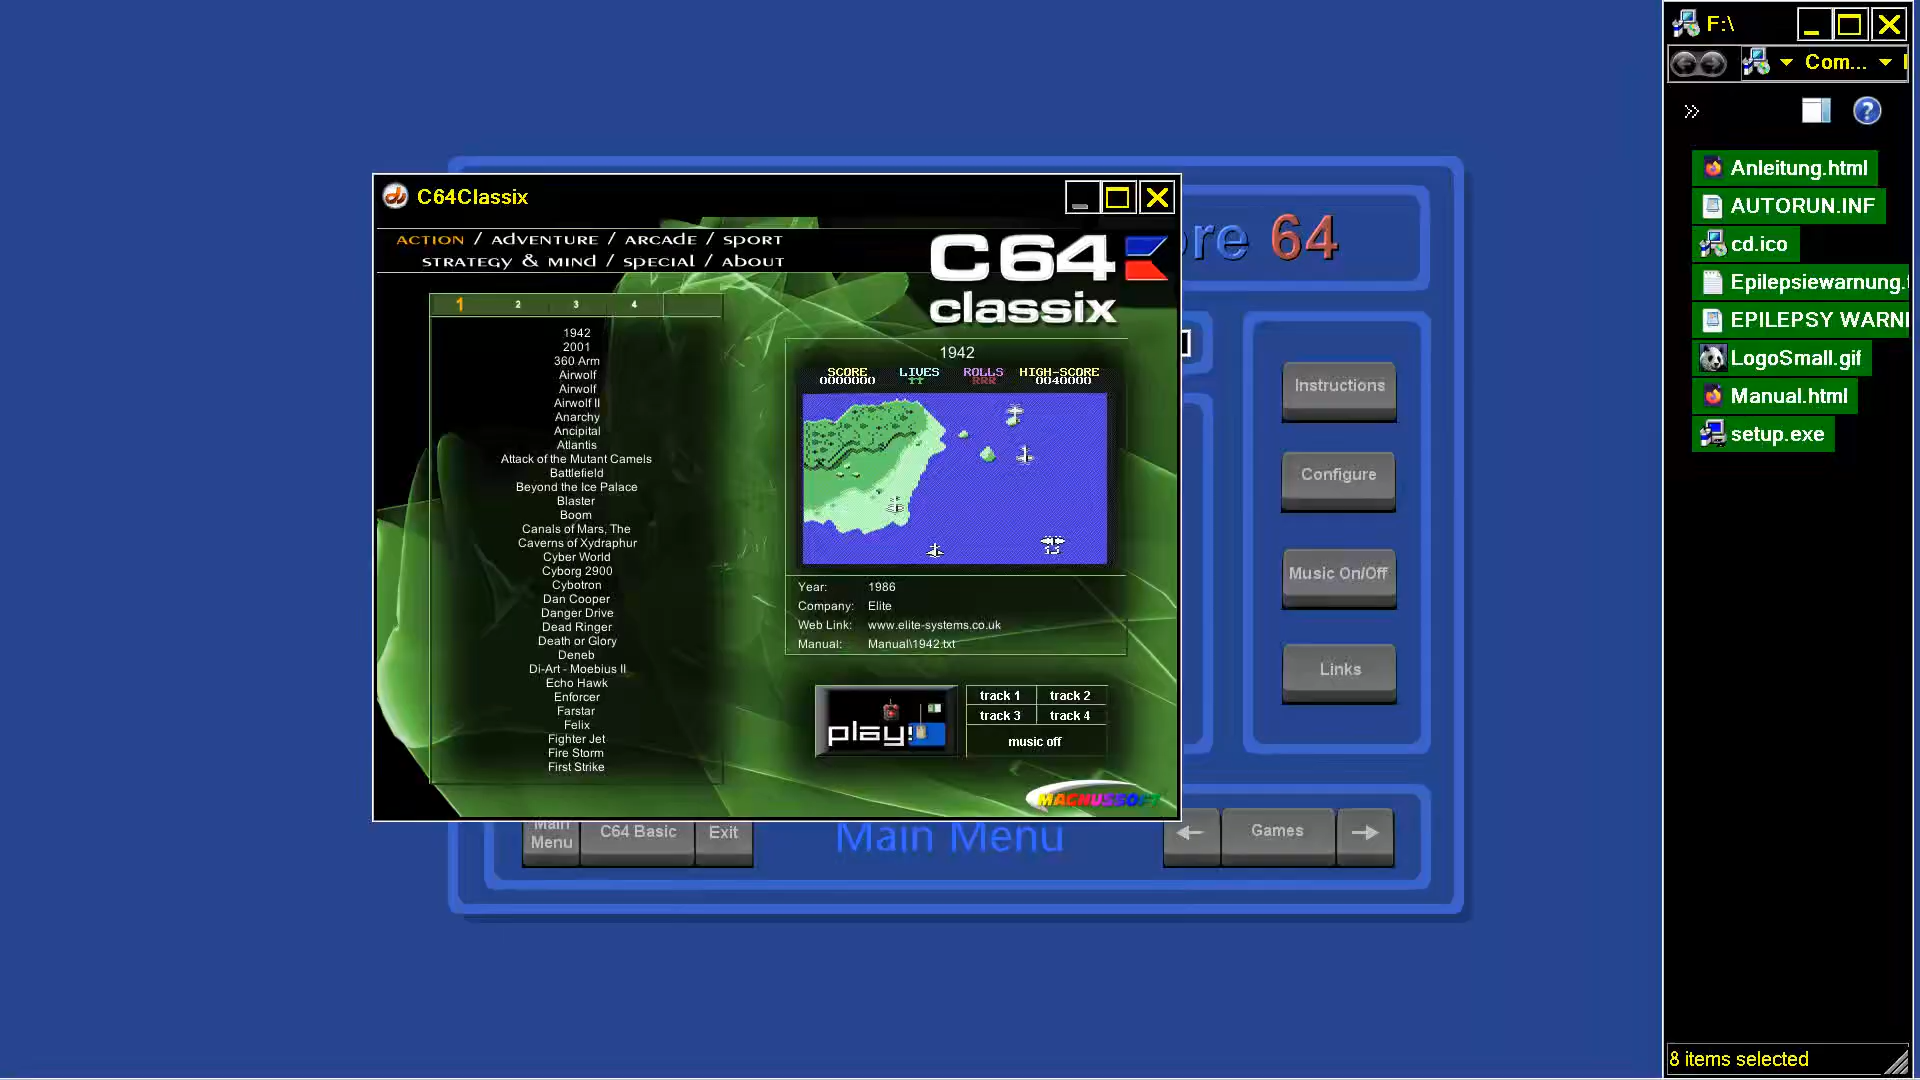 C64Classix
ACTION / ADVENTURE / ARCADE / SPORT
STRATEGY & MIND / SPECIAL / ABOUT
C64
classix
1 2 3 4
1942
2001
360 Arm
Airwolf
Airwolf
Airwolf II
Anarchy
Ancipital
Atlantis
Attack of the Mutant Camels
Battlefield
Beyond the Ice Palace
Blaster
Boom
Canals of Mars, The
Caverns of Xydraphur
Cyber World
Cyborg 2900
Cybotron
Dan Cooper
Danger Drive
Dead Ringer
Death or Glory
Deneb
Di-Art - Moebius II
Echo Hawk
Enforcer
Farstar
Felix
Fighter Jet
Fire Storm
First Strike
1942
SCORE LIVES ROLLS HIGH-SCORE
0000000 RRR 0040000
Year: 1986
Company: Elite
Web Link: www.elite-systems.co.uk
Manual: Manual\1942.txt
play!
track 1 track 2
track 3 track 4
music off
MAGNUSSOFT
re 64
Instructions
Configure
Music On/Off
Links
Main
Menu
C64 Basic
Exit
Main Menu
Games
F:\
Com...
Anleitung.html
AUTORUN.INF
cd.ico
Epilepsiewarnung.
EPILEPSY WARNI
LogoSmall.gif
Manual.html
setup.exe
8 items selected